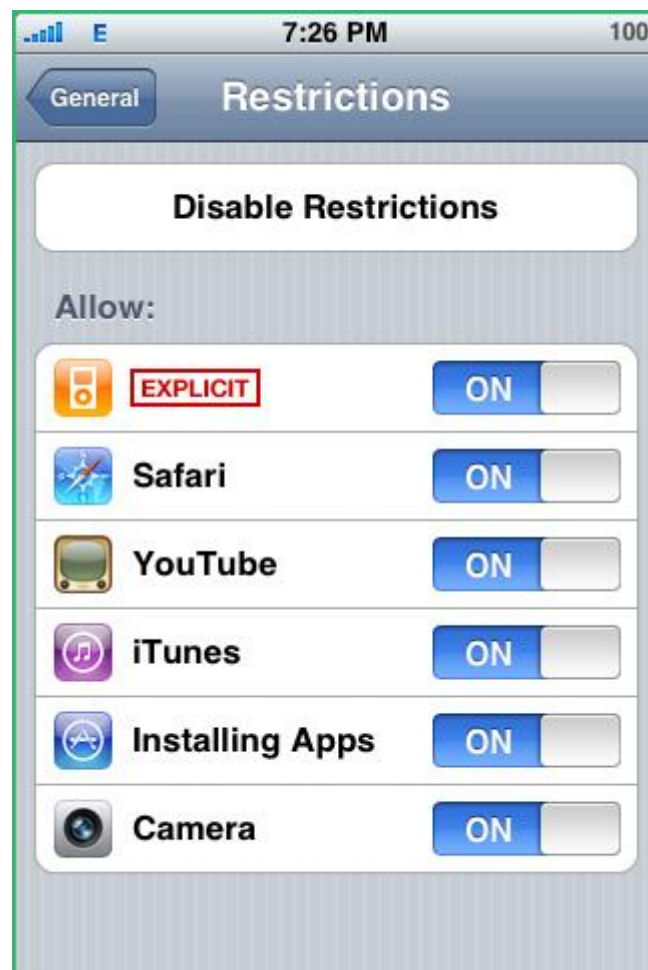 E 7:26 PM 100
General Restrictions
Disable Restrictions
Allow:
EXPLICIT ON
Safari ON
YouTube ON
iTunes ON
Installing Apps ON
Camera ON